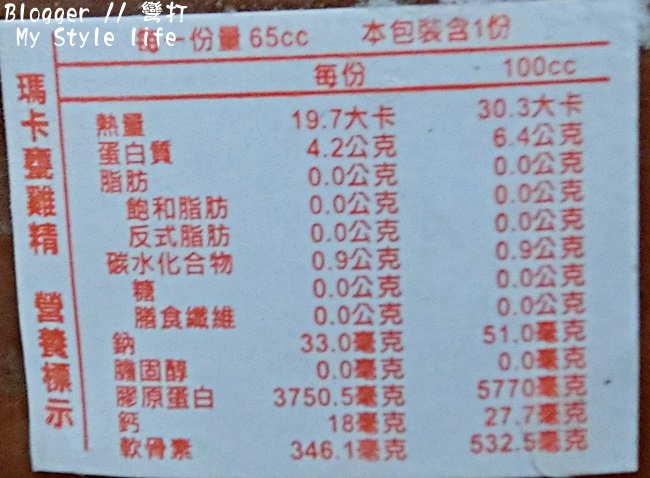 Blogger // 彎打
My Style life
每一份量 65cc 本包裝含1份
每份 100cc
瑪卡甕雞精 營養標示
熱量 19.7大卡 30.3大卡
蛋白質 4.2公克 6.4公克
脂肪 0.0公克 0.0公克
飽和脂肪 0.0公克 0.0公克
反式脂肪 0.0公克 0.0公克
碳水化合物 0.9公克 0.9公克
糖 0.0公克 0.0公克
膳食纖維 0.0公克 0.0公克
鈉 33.0毫克 51.0毫克
膽固醇 0.0毫克 0.0毫克
膠原蛋白 3750.5毫克 5770毫克
鈣 18毫克 27.7毫克
軟骨素 346.1毫克 532.5毫克